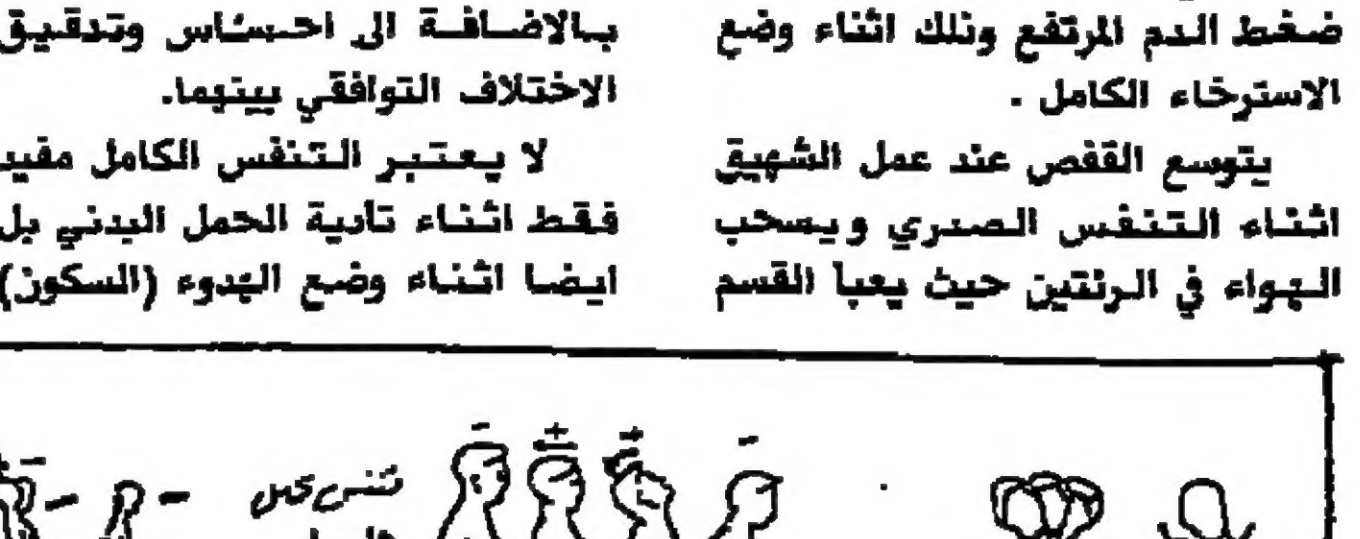 ضغط الدم المرتفع وذلك اثناء وضع
الاسترخاء الكامل .
يتوسع القفص عند عمل الشهيق
اثناء التنفس الصدري ويسحب
الهواء في الرئتين حيث يعبأ القسم
بالاضافة الى احساس وتدقيق
الاختلاف التوافقي بينهما.
لا يعتبر التنفس الكامل مفيد
فقط اثناء تأدية الحمل البدني بل
ايضا اثناء وضع الهدوء (السكون)